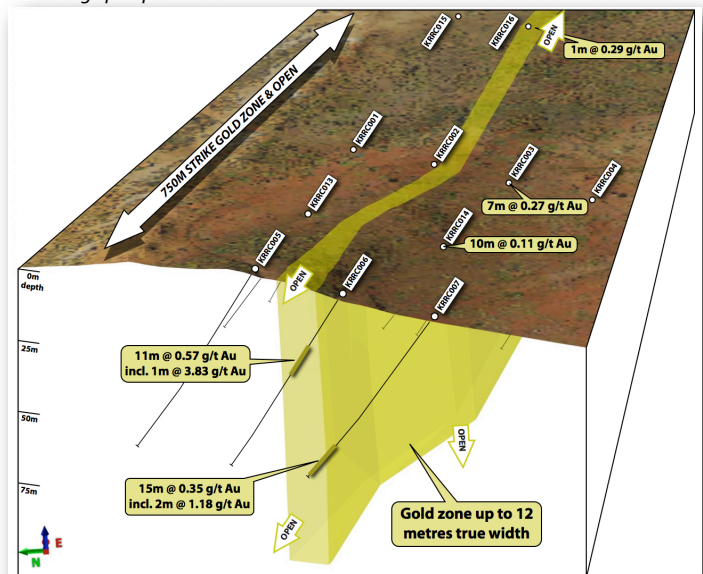 KRRC015
KRRC016
OPEN
1m @ 0.29 g/t Au
750M STRIKE GOLD ZONE & OPEN
KRRC001
KRRC002
KRRC003
KRRC004
7m @ 0.27 g/t Au
KRRC013
KRRC014
10m @ 0.11 g/t Au
KRRC005
KRRC006
KRRC007
OPEN
0m
depth
25m
50m
75m
11m @ 0.57 g/t Au
incl. 1m @ 3.83 g/t Au
15m @ 0.35 g/t Au
incl. 2m @ 1.18 g/t Au
OPEN
OPEN
Gold zone up to 12
metres true width
E
N